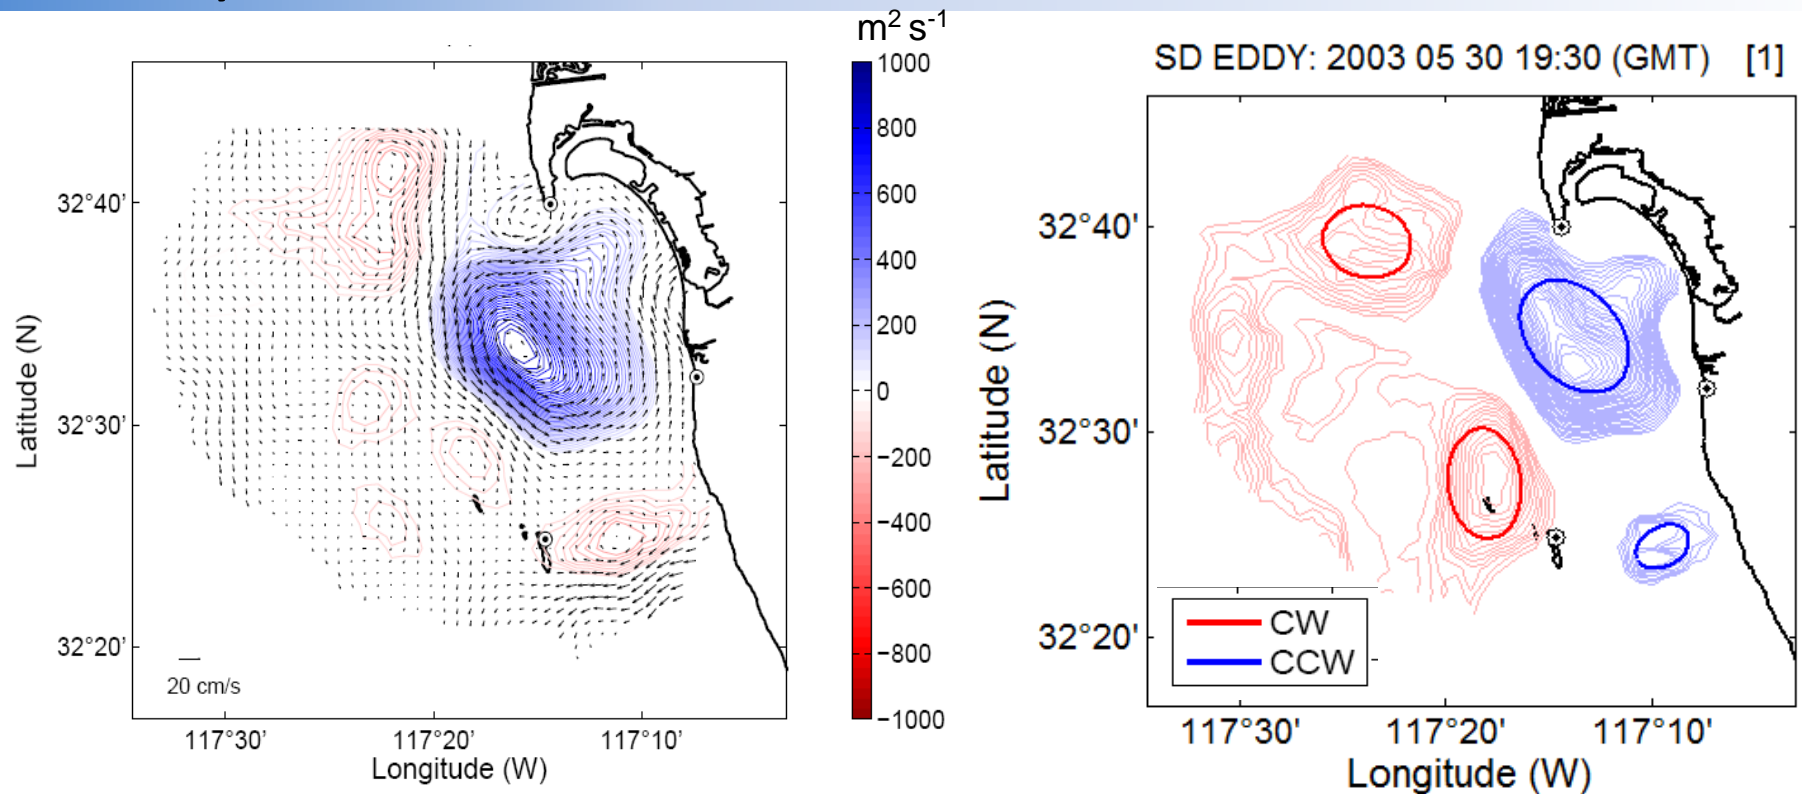 m² s⁻¹
1000
800
600
400
200
0
−200
−400
−600
−800
−1000
32°40'
32°30'
32°20'
Latitude (N)
20 cm/s
117°30'
117°20'
117°10'
Longitude (W)
SD EDDY: 2003 05 30 19:30 (GMT) [1]
32°40'
32°30'
32°20'
Latitude (N)
CW
CCW
117°30'
117°20'
117°10'
Longitude (W)